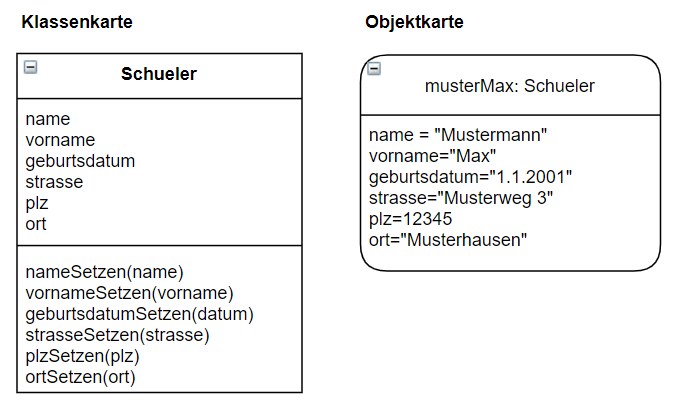 Klassenkarte
Schueler
name
vorname
geburtsdatum
strasse
plz
ort
nameSetzen(name)
vornameSetzen(vorname)
geburtsdatumSetzen(datum)
strasseSetzen(strasse)
plzSetzen(plz)
ortSetzen(ort)
Objektkarte
musterMax: Schueler
name = "Mustermann"
vorname="Max"
geburtsdatum="1.1.2001"
strasse="Musterweg 3"
plz=12345
ort="Musterhausen"